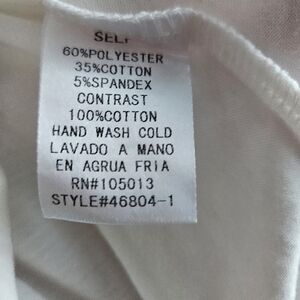 SELF
60%POLYESTER
35%COTTON
5%SPANDEX
CONTRAST
100%COTTON
HAND WASH COLD
LAVADO A MANO
EN AGRUA FRIA
RN#105013
STYLE#46804-1